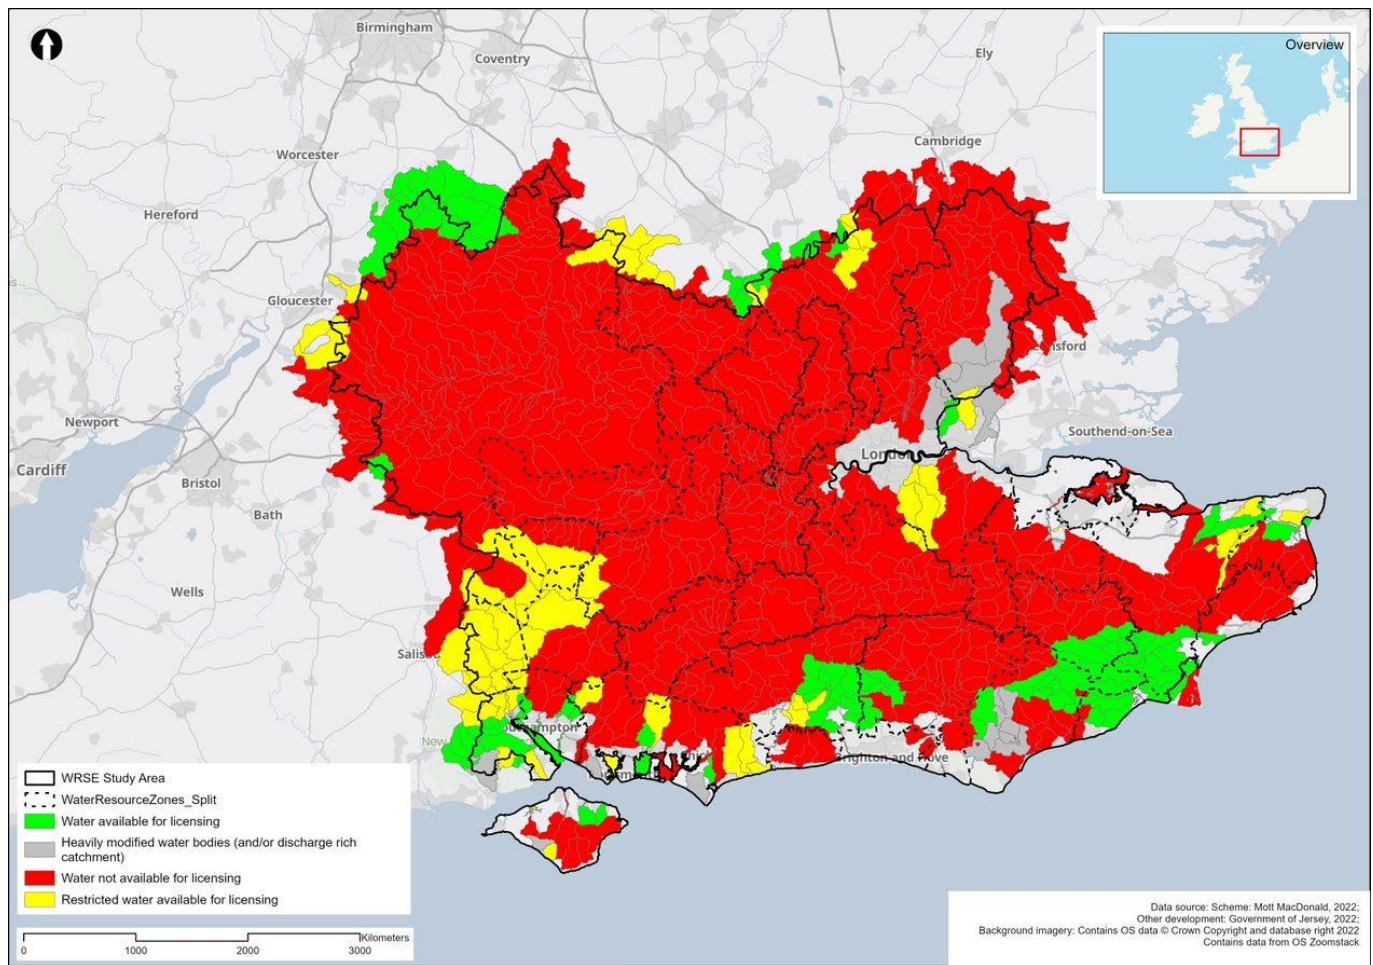 Birmingham
Coventry
Ely
Overview
Worcester
Cambridge
Hereford
Gloucester
nsford
Newport
Southend-on-Sea
Cardiff
London
Bristol
Bath
Wells
Salis
New
uthampton
Brighton and Hove
WRSE Study Area
WaterResourceZones_Split
Water available for licensing
Heavily modified water bodies (and/or discharge rich
catchment)
Water not available for licensing
Restricted water available for licensing
Kilometers
0 1000 2000 3000
Data source: Scheme: Mott MacDonald, 2022;
Other development: Government of Jersey, 2022;
Background imagery: Contains OS data © Crown Copyright and database right 2022
Contains data from OS Zoomstack